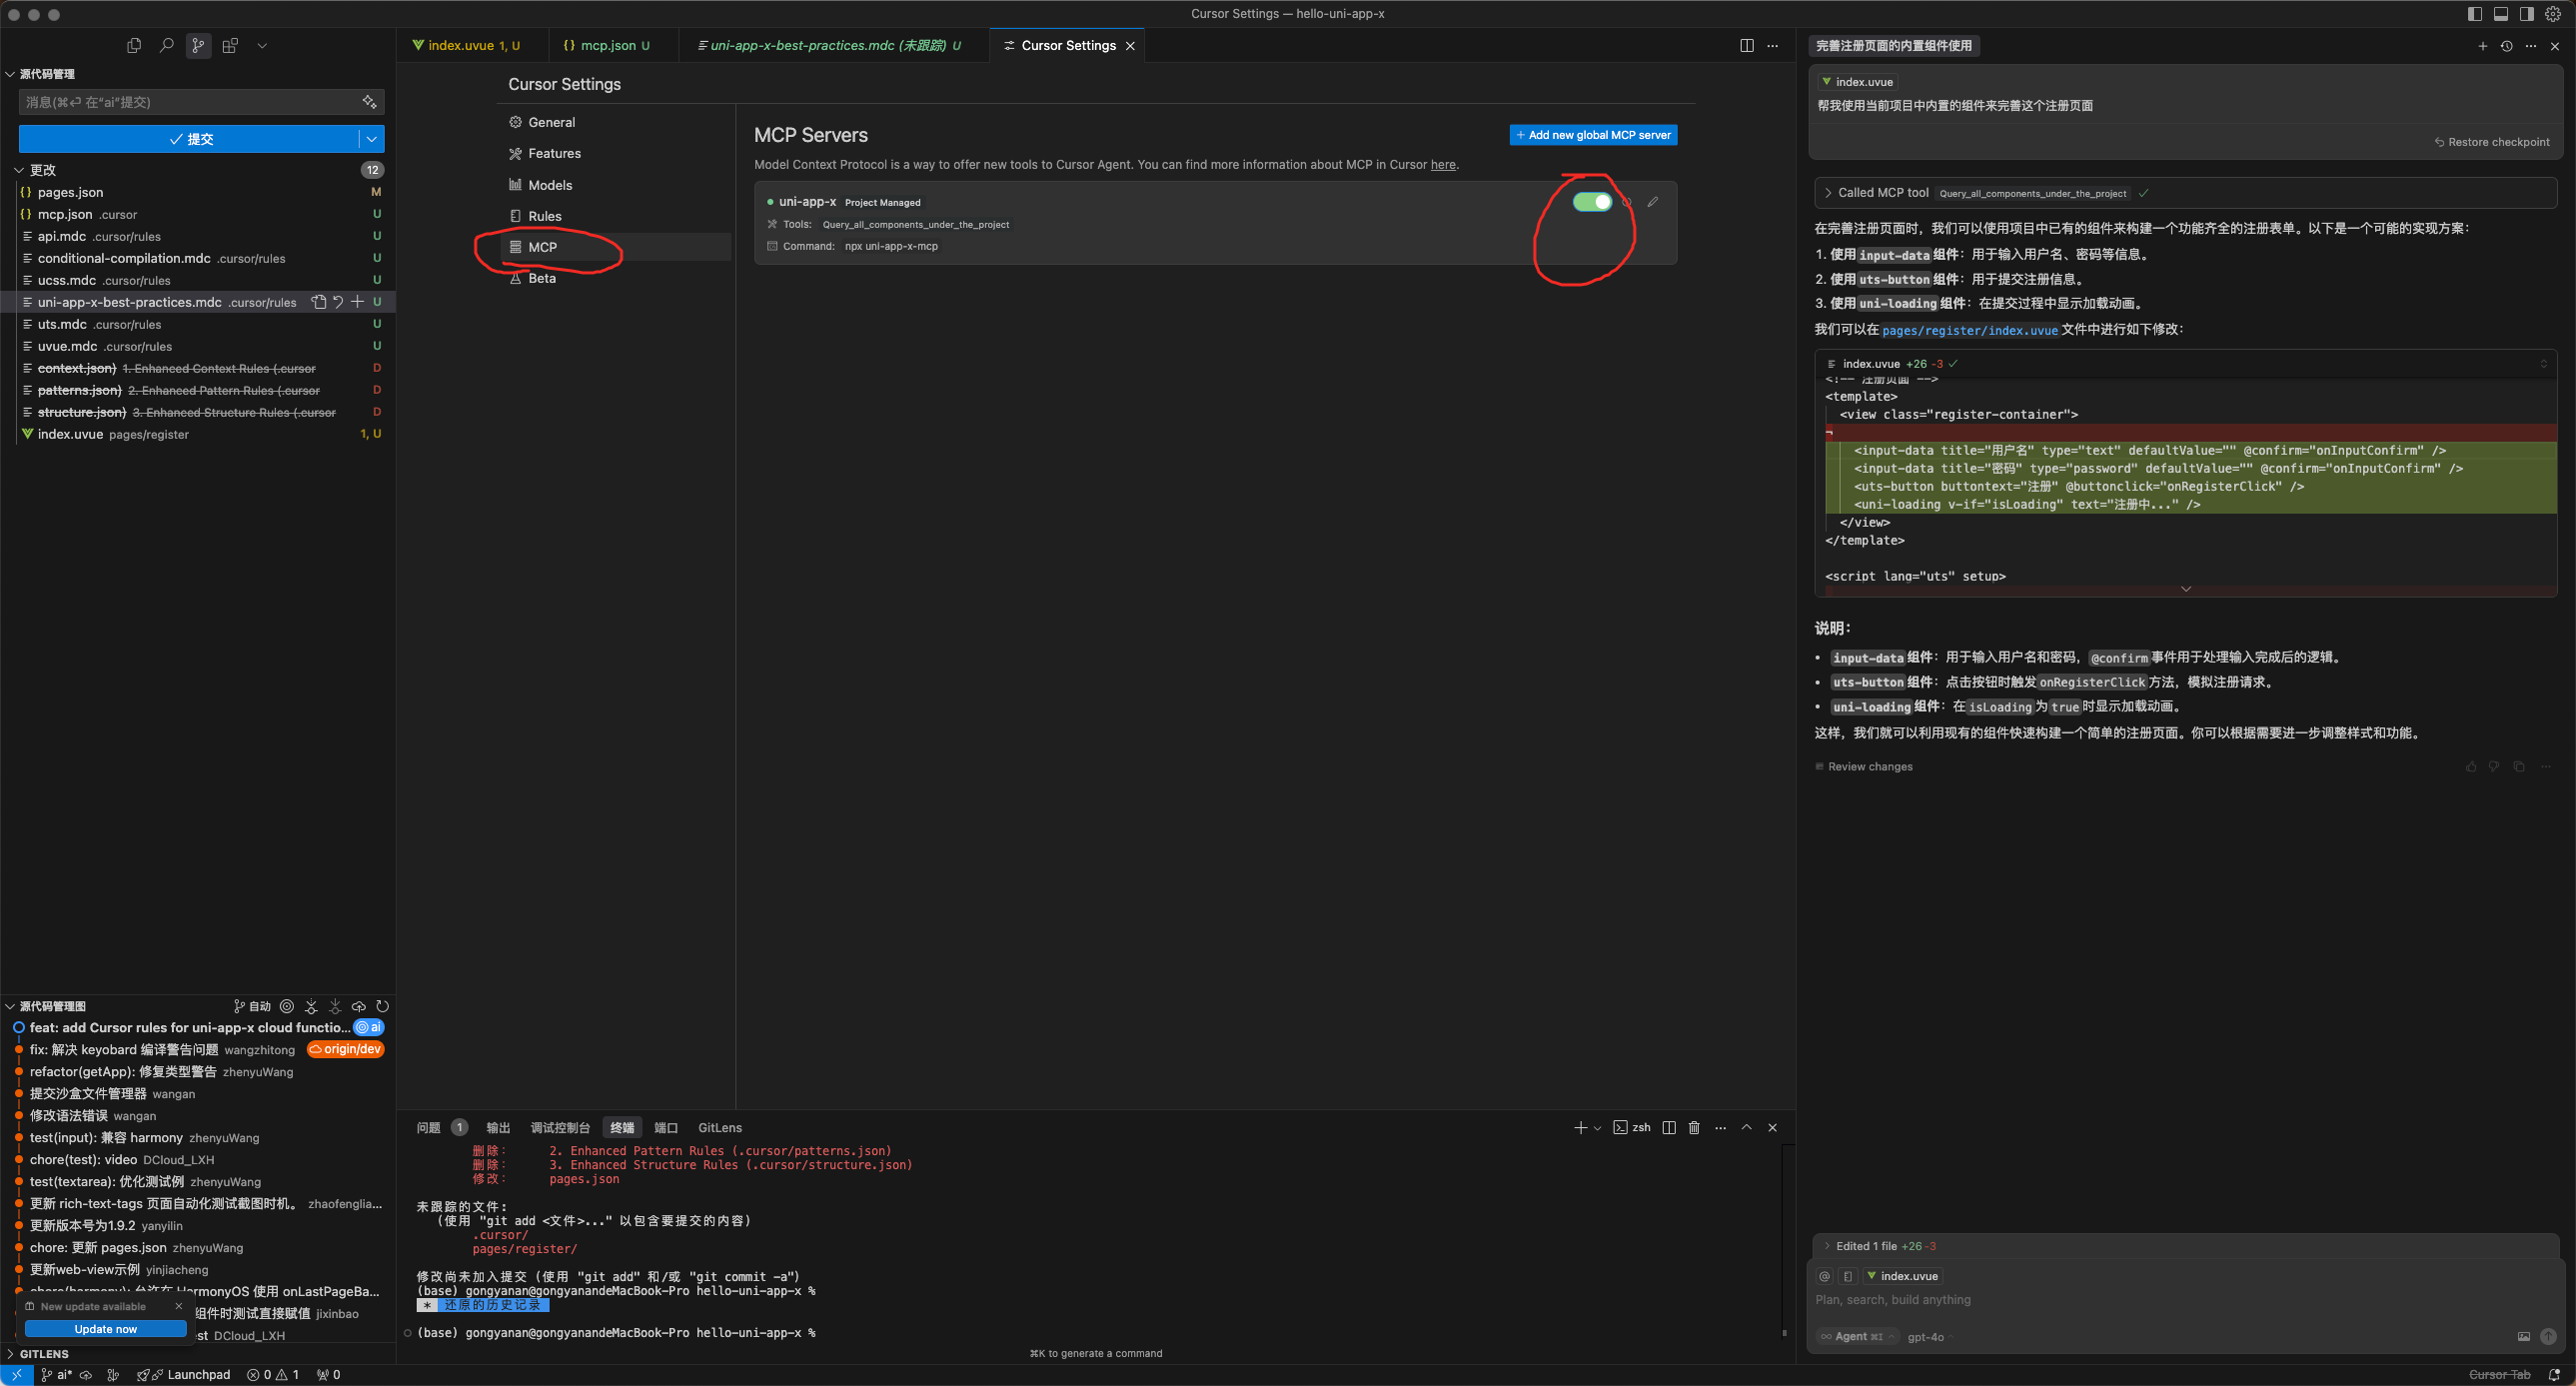 Cursor Settings — hello-uni-app-x
源代码管理
消息(⌘⏎ 在“ai”提交)
提交
更改 12
pages.json M
mcp.json .cursor U
api.mdc .cursor/rules U
conditional-compilation.mdc .cursor/rules U
ucss.mdc .cursor/rules U
uni-app-x-best-practices.mdc .cursor/rules U
uts.mdc .cursor/rules U
uvue.mdc .cursor/rules U
context.json) 1. Enhanced Context Rules (.cursor D
patterns.json) 2. Enhanced Pattern Rules (.cursor D
structure.json) 3. Enhanced Structure Rules (.cursor D
index.uvue pages/register 1, U
源代码管理图 自动
feat: add Cursor rules for uni-app-x cloud functio... ai
fix: 解决 keyobard 编译警告问题 wangzhitong origin/dev
refactor(getApp): 修复类型警告 zhenyuWang
提交沙盒文件管理器 wangan
修改语法错误 wangan
test(input): 兼容 harmony zhenyuWang
chore(test): video DCloud_LXH
test(textarea): 优化测试例 zhenyuWang
更新 rich-text-tags 页面自动化测试截图时机。 zhaofenglia...
更新版本号为1.9.2 yanyilin
chore: 更新 pages.json zhenyuWang
更新web-view示例 yinjiacheng
HarmonyOS 使用 onLastPageBa...
New update available
组件时测试直接赋值 jixinbao
Update now
est DCloud_LXH
GITLENS
index.uvue 1, U
mcp.json U
uni-app-x-best-practices.mdc (未跟踪) U
Cursor Settings
Cursor Settings
General
Features
Models
Rules
MCP
Beta
MCP Servers
+ Add new global MCP server
Model Context Protocol is a way to offer new tools to Cursor Agent. You can find more information about MCP in Cursor here.
uni-app-x Project Managed
Tools: Query_all_components_under_the_project
Command: npx uni-app-x-mcp
问题 1 输出 调试控制台 终端 端口 GitLens
zsh
删除： 2. Enhanced Pattern Rules (.cursor/patterns.json)
删除： 3. Enhanced Structure Rules (.cursor/structure.json)
修改： pages.json
未跟踪的文件:
(使用 "git add <文件>..." 以包含要提交的内容)
.cursor/
pages/register/
修改尚未加入提交 (使用 "git add" 和/或 "git commit -a")
(base) gongyanan@gongyanandeMacBook-Pro hello-uni-app-x %
* 还原的历史记录
(base) gongyanan@gongyanandeMacBook-Pro hello-uni-app-x %
⌘K to generate a command
完善注册页面的内置组件使用
index.uvue
帮我使用当前项目中内置的组件来完善这个注册页面
Restore checkpoint
Called MCP tool Query_all_components_under_the_project
在完善注册页面时，我们可以使用项目中已有的组件来构建一个功能齐全的注册表单。以下是一个可能的实现方案：
1. 使用 input-data 组件：用于输入用户名、密码等信息。
2. 使用 uts-button 组件：用于提交注册信息。
3. 使用 uni-loading 组件：在提交过程中显示加载动画。
我们可以在 pages/register/index.uvue 文件中进行如下修改：
index.uvue +26 -3
<!-- 注册页面 -->
<template>
<view class="register-container">
<input-data title="用户名" type="text" defaultValue="" @confirm="onInputConfirm" />
<input-data title="密码" type="password" defaultValue="" @confirm="onInputConfirm" />
<uts-button buttontext="注册" @buttonclick="onRegisterClick" />
<uni-loading v-if="isLoading" text="注册中..." />
</view>
</template>
<script lang="uts" setup>
说明：
• input-data 组件：用于输入用户名和密码，@confirm 事件用于处理输入完成后的逻辑。
• uts-button 组件：点击按钮时触发 onRegisterClick 方法，模拟注册请求。
• uni-loading 组件：在 isLoading 为 true 时显示加载动画。
这样，我们就可以利用现有的组件快速构建一个简单的注册页面。你可以根据需要进一步调整样式和功能。
Review changes
Edited 1 file +26 -3
@ index.uvue
Plan, search, build anything
∞ Agent ⌘I gpt-4o
ai* Launchpad 0 1 0
Cursor Tab